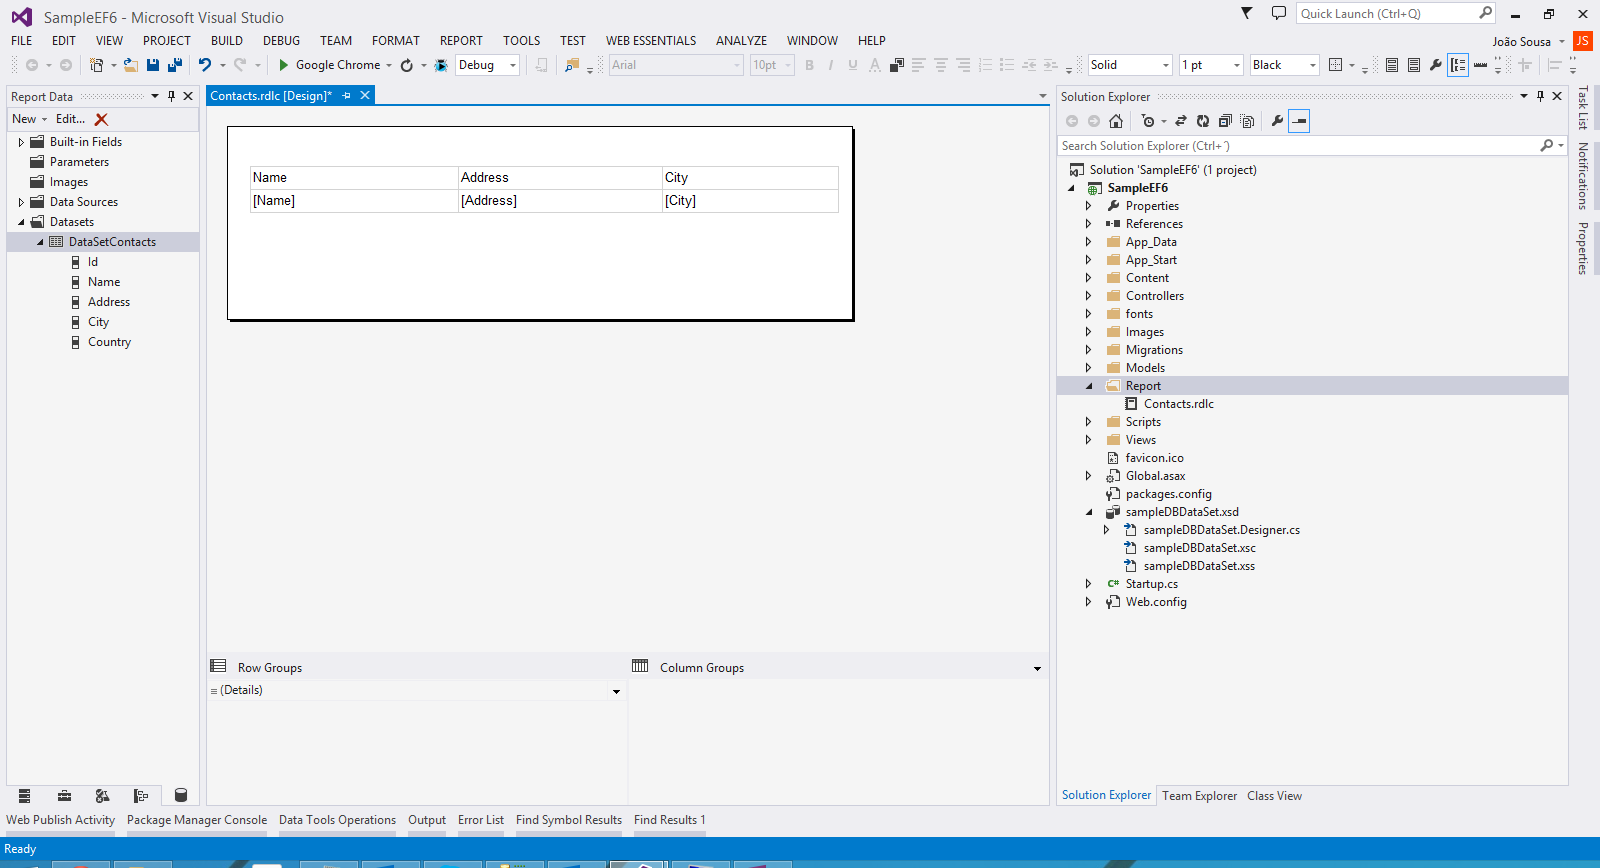 SampleEF6 - Microsoft Visual Studio
Quick Launch (Ctrl+Q)
FILE EDIT VIEW PROJECT BUILD DEBUG TEAM FORMAT REPORT TOOLS TEST WEB ESSENTIALS ANALYZE WINDOW HELP
João Sousa JS
Google Chrome Debug Arial 10pt B I U A Solid 1 pt Black
Report Data
New Edit...
Built-in Fields
Parameters
Images
Data Sources
Datasets
DataSetContacts
Id
Name
Address
City
Country
Contacts.rdlc [Design]*
Name Address City
[Name] [Address] [City]
Row Groups Column Groups
(Details)
Solution Explorer
Search Solution Explorer (Ctrl+´)
Solution 'SampleEF6' (1 project)
SampleEF6
Properties
References
App_Data
App_Start
Content
Controllers
fonts
Images
Migrations
Models
Report
Contacts.rdlc
Scripts
Views
favicon.ico
Global.asax
packages.config
sampleDBDataSet.xsd
sampleDBDataSet.Designer.cs
sampleDBDataSet.xsc
sampleDBDataSet.xss
C# Startup.cs
Web.config
Solution Explorer Team Explorer Class View
Task List
Notifications
Properties
Web Publish Activity Package Manager Console Data Tools Operations Output Error List Find Symbol Results Find Results 1
Ready